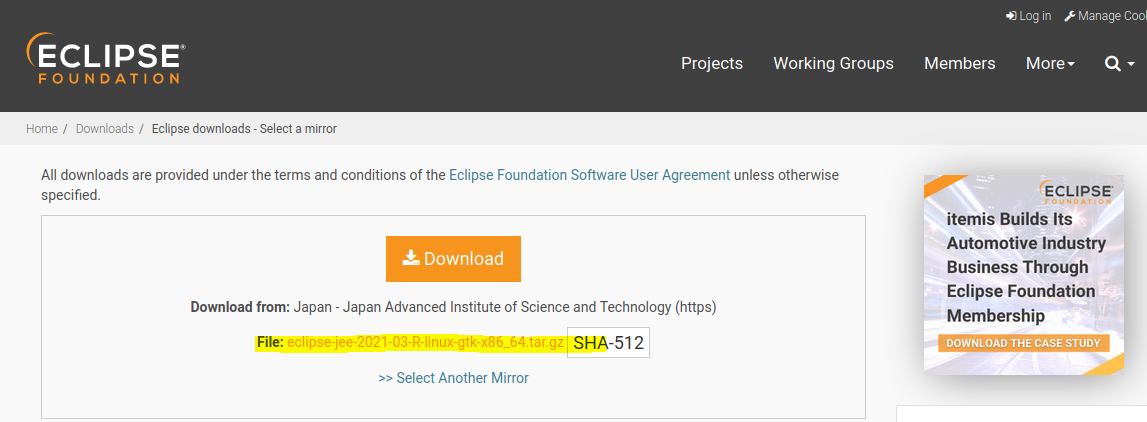 Log in Manage Coo
ECLIPSE®
FOUNDATION
Projects Working Groups Members More
Home / Downloads / Eclipse downloads - Select a mirror
All downloads are provided under the terms and conditions of the Eclipse Foundation Software User Agreement unless otherwise
specified.
Download
Download from: Japan - Japan Advanced Institute of Science and Technology (https)
File: eclipse-jee-2021-03-R-linux-gtk-x86_64.tar.gz SHA-512
>> Select Another Mirror
ECLIPSE
FOUNDATION
itemis Builds Its
Automotive Industry
Business Through
Eclipse Foundation
Membership
DOWNLOAD THE CASE STUDY